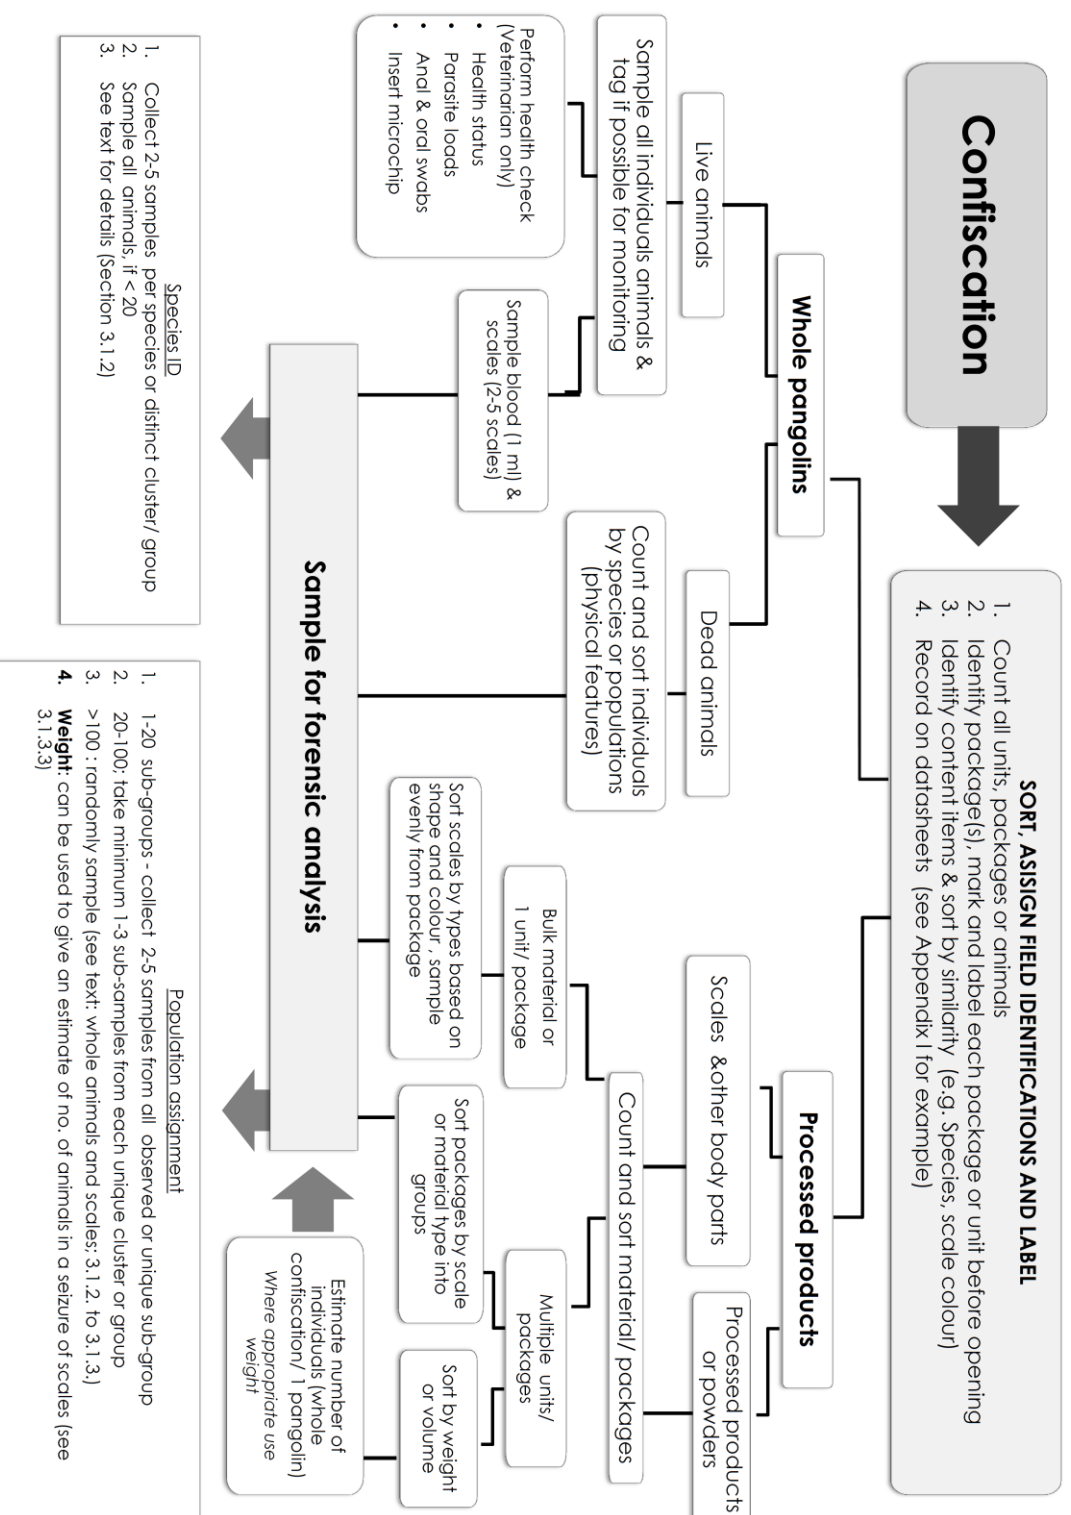 Confiscation
SORT, ASISIGN FIELD IDENTIFICATIONS AND LABEL
1. Count all units, packages or animals
2. Identify package(s), mark and label each package or unit before opening
3. Identify content items & sort by similarity (e.g. Species, scale colour)
4. Record on datasheets (see Appendix I for example)
Whole pangolins
Processed products
Live animals
Dead animals
Scales &other body parts
Processed products
or powders
Sample all individuals animals &
tag if possible for monitoring
Count and sort individuals
by species or populations
(physical features)
Count and sort material/ packages
Perform health check
(Veterinarian only)
• Health status
• Parasite loads
• Anal & oral swabs
• Insert microchip
Sample blood (1 ml) &
scales (2-5 scales)
Bulk material or
1 unit/ package
Multiple units/
packages
Sort scales by types based on
shape and colour , sample
evenly from package
Sort packages by scale
or material type into
groups
Sort by weight
or volume
Sample for forensic analysis
Estimate number of
individuals (whole
confiscation/ 1 pangolin)
Where appropriate use
weight
Species ID
1. Collect 2-5 samples per species or distinct cluster/ group
2. Sample all animals, if < 20
3. See text for details (Section 3.1.2)
Population assignment
1. 1-20 sub-groups - collect 2-5 samples from all observed or unique sub-group
2. 20-100; take minimum 1-3 sub-samples from each unique cluster or group
3. >100 : randomly sample (see text: whole animals and scales; 3.1.2. to 3.1.3.)
4. Weight: can be used to give an estimate of no. of animals in a seizure of scales (see
3.1.3.3)